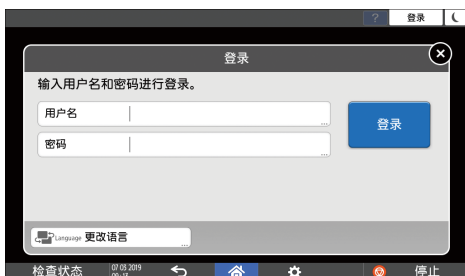 ? 登录
登录
输入用户名和密码进行登录。
用户名
...
登录
密码
...
Language 更改语言
...
检查状态 07 03 2019 停止